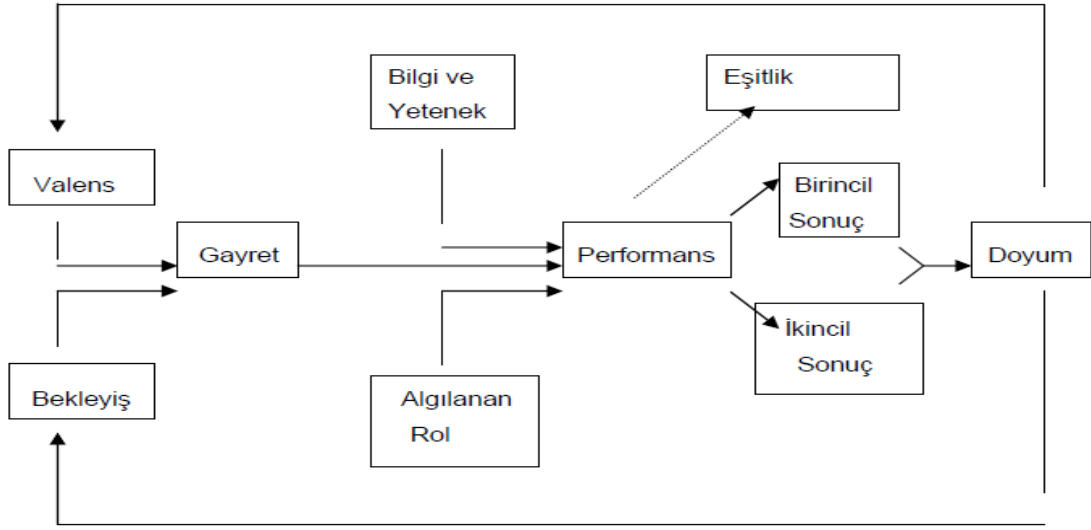 Bilgi ve
Yetenek
Eşitlik
Valens
Birincil
Sonuç
Gayret
Performans
Doyum
İkincil
Sonuç
Bekleyiş
Algılanan
Rol